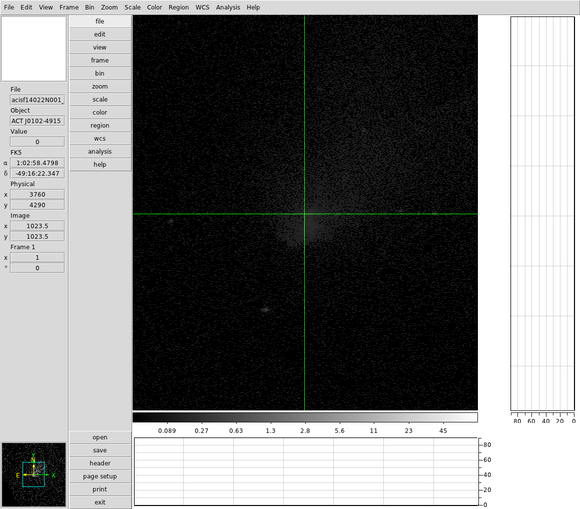 File Edit View Frame Bin Zoom Scale Color Region WCS Analysis Help
File
acisf14022N001_
Object
ACT J0102-4915
Value
0
FK5
α 1:02:58.4798
δ -49:16:22.347
Physical
x 3760
y 4290
Image
x 1023.5
y 1023.5
Frame 1
x 1
° 0
file
edit
view
frame
bin
zoom
scale
color
region
wcs
analysis
help
80 60 40 20 0
0.089 0.27 0.63 1.3 2.8 5.6 11 23 45
open
save
header
page setup
print
exit
Y
N
E
X
80
60
40
20
0